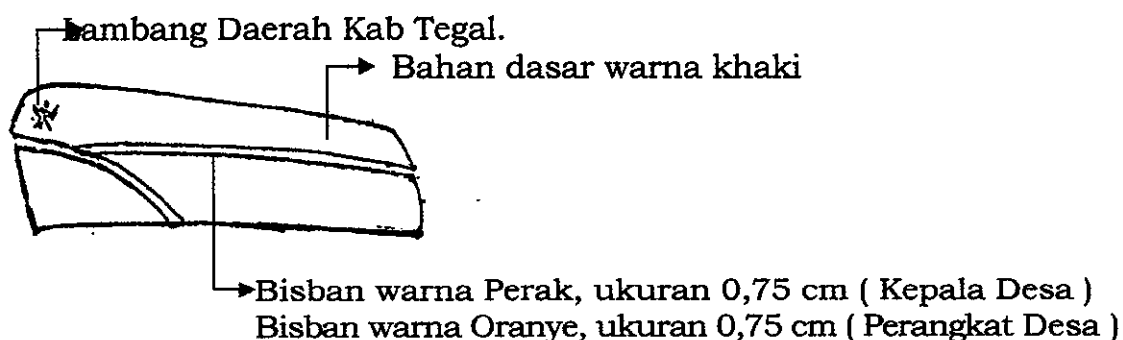 Lambang Daerah Kab Tegal.
Bahan dasar warna khaki
Bisban warna Perak, ukuran 0,75 cm ( Kepala Desa )
Bisban warna Oranye, ukuran 0,75 cm ( Perangkat Desa )